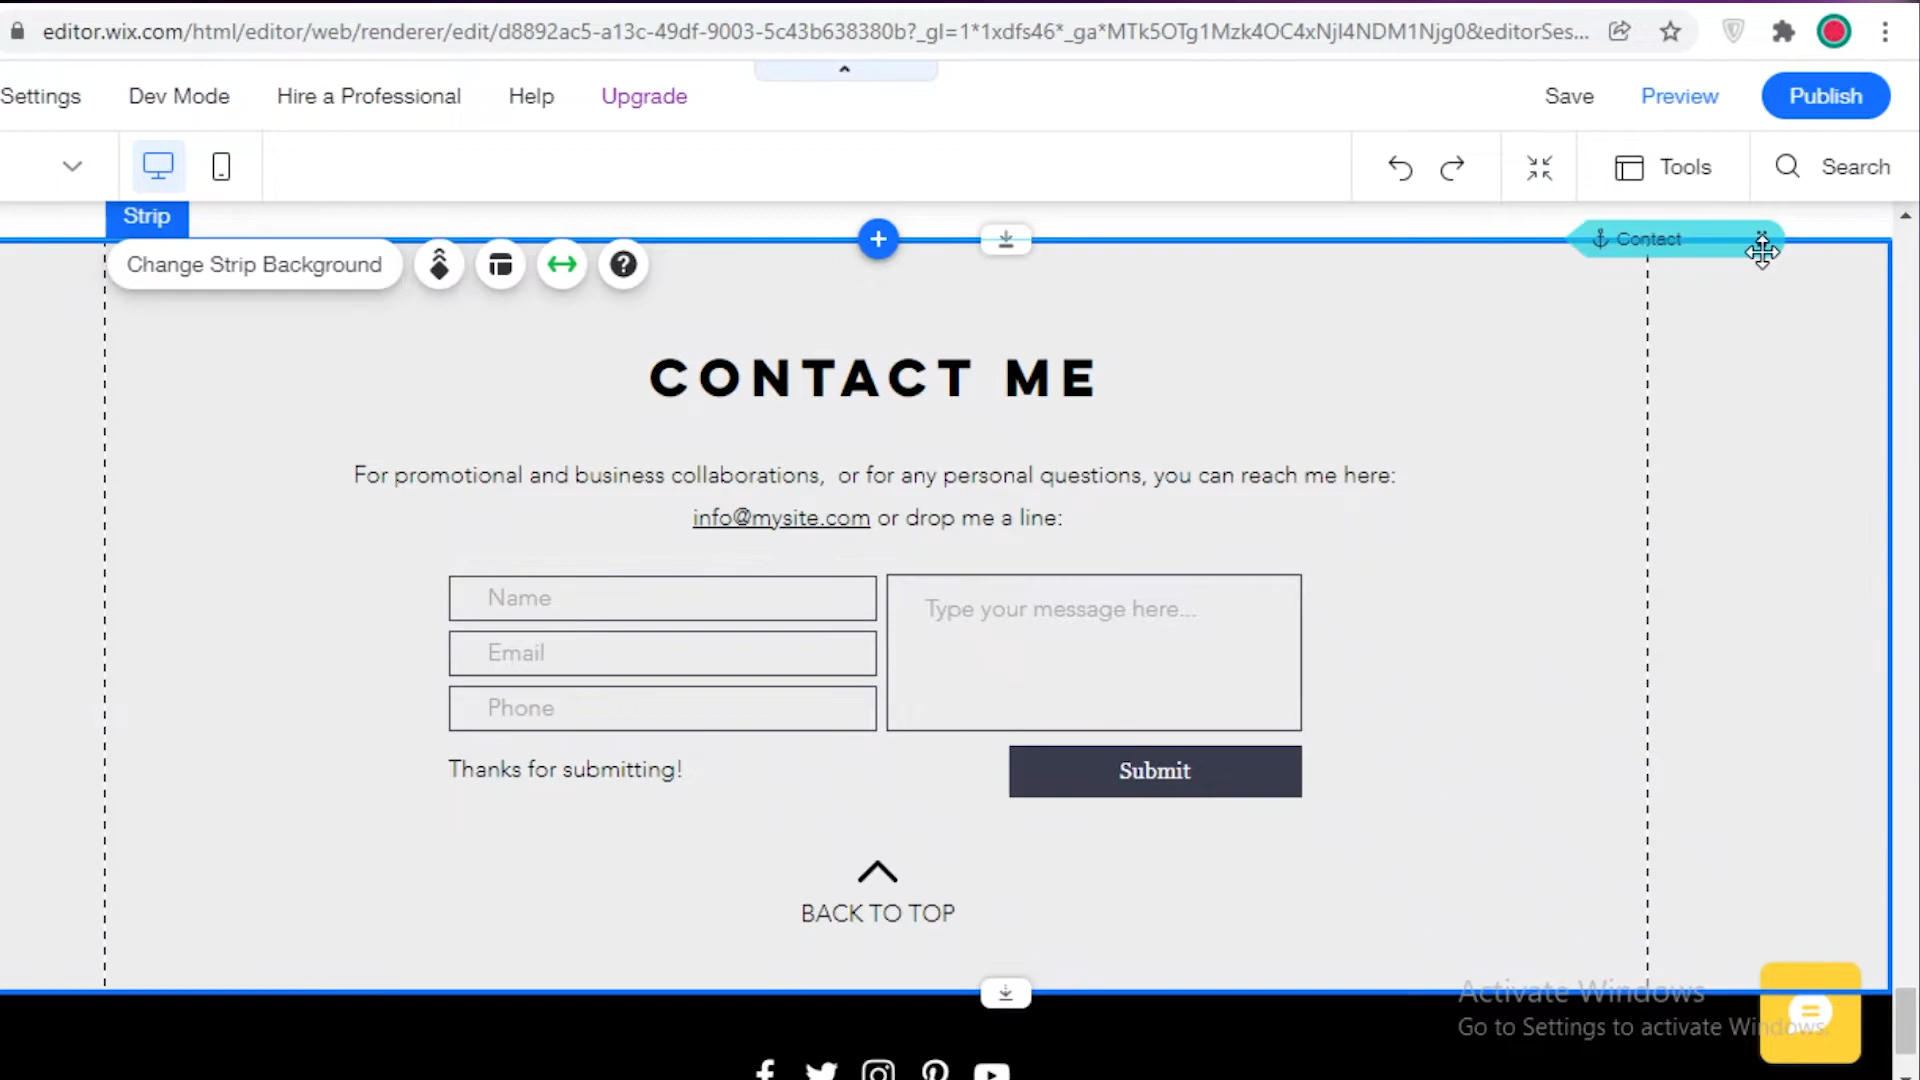 editor.wix.com/html/editor/web/renderer/edit/d8892ac5-a13c-49df-9003-5c43b638380b?_gl=1*1xdfs46*_ga*MTk5OTg1Mzk4OC4xNjI4NDM1Njg0&editorSes...
Settings Dev Mode Hire a Professional Help Upgrade Save Preview Publish
Tools Search
Strip
Contact
Change Strip Background
CONTACT ME
For promotional and business collaborations, or for any personal questions, you can reach me here:
info@mysite.com or drop me a line:
Name
Type your message here...
Email
Phone
Thanks for submitting!
Submit
BACK TO TOP
Activate Windows
Go to Settings to activate Windows.